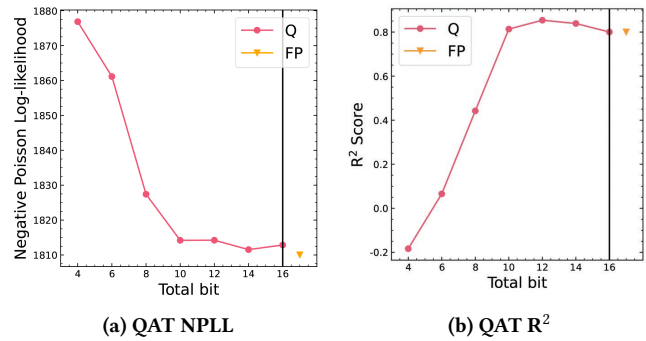 1880
1870
1860
1850
1840
1830
1820
1810
Negative Poisson Log-likelihood
Q
FP
4 6 8 10 12 14 16
Total bit
(a) QAT NPLL
0.8
0.6
0.4
0.2
0.0
-0.2
R² Score
Q
FP
4 6 8 10 12 14 16
Total bit
(b) QAT R²